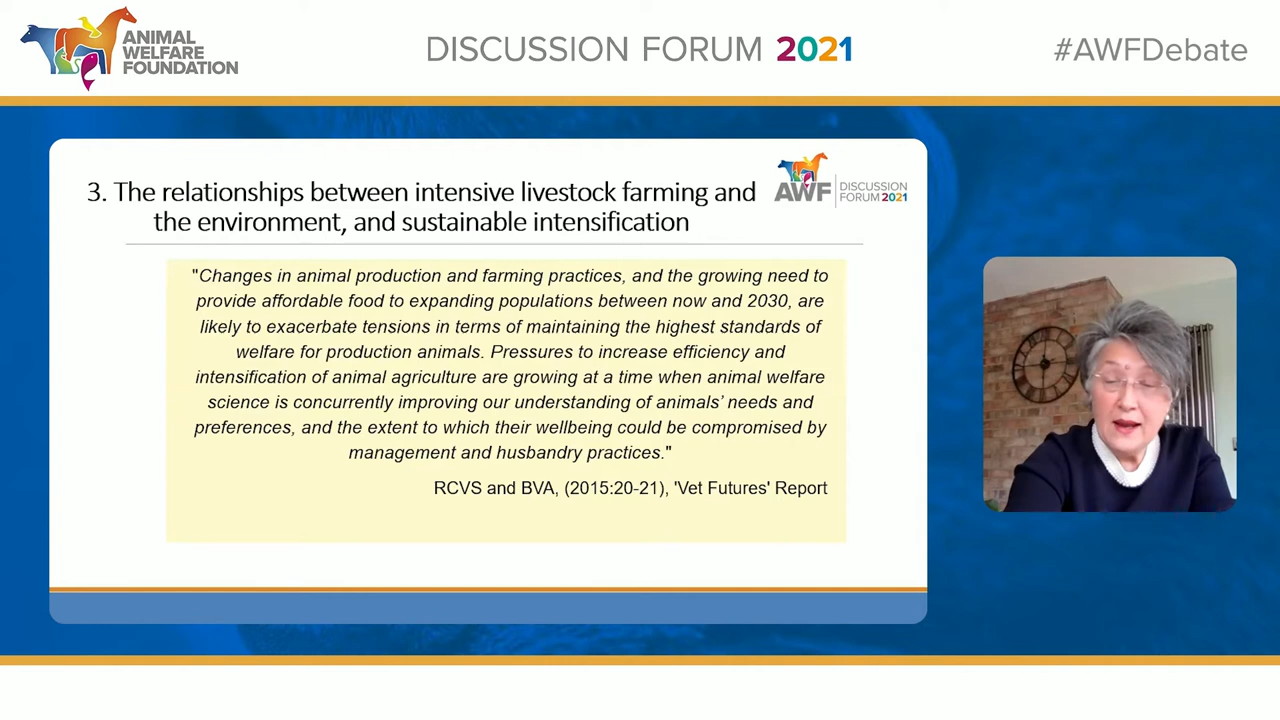 ANIMAL
WELFARE
FOUNDATION
DISCUSSION FORUM 2021
#AWFDebate
3. The relationships between intensive livestock farming and
the environment, and sustainable intensification
AWF
DISCUSSION
FORUM 2021
"Changes in animal production and farming practices, and the growing need to
provide affordable food to expanding populations between now and 2030, are
likely to exacerbate tensions in terms of maintaining the highest standards of
welfare for production animals. Pressures to increase efficiency and
intensification of animal agriculture are growing at a time when animal welfare
science is concurrently improving our understanding of animals’ needs and
preferences, and the extent to which their wellbeing could be compromised by
management and husbandry practices."
RCVS and BVA, (2015:20-21), 'Vet Futures' Report